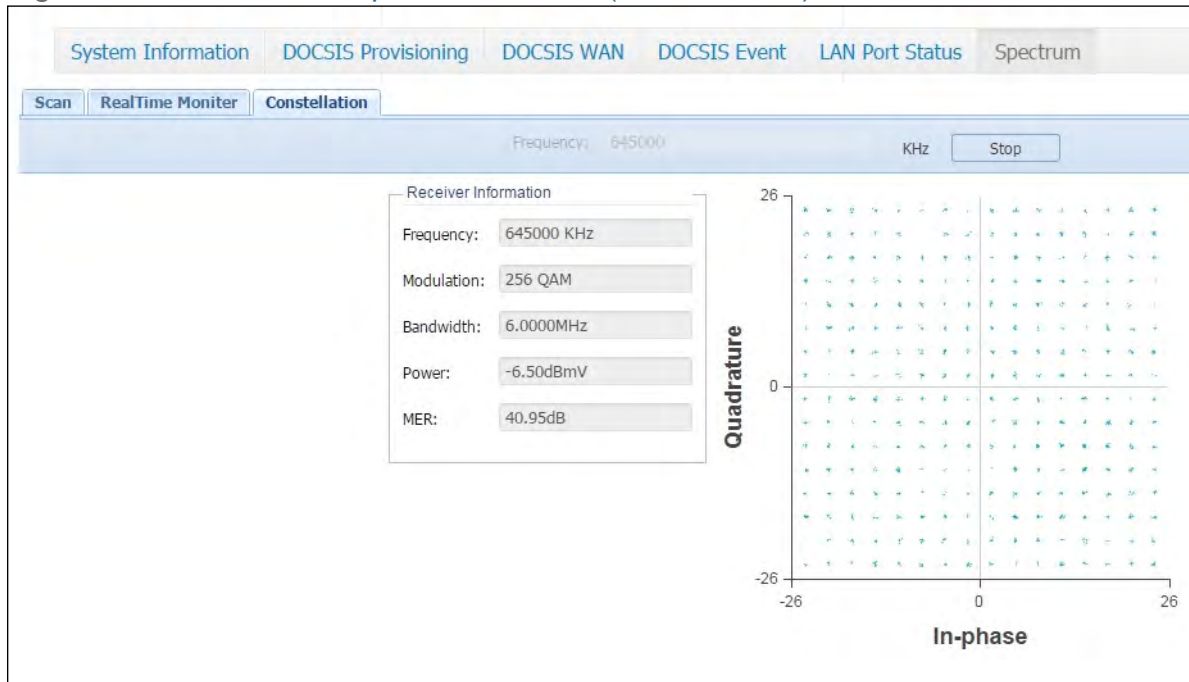 System Information DOCSIS Provisioning DOCSIS WAN DOCSIS Event LAN Port Status Spectrum
Scan RealTime Moniter Constellation
Frequency: 645000 KHz Stop
Receiver Information
Frequency: 645000 KHz
Modulation: 256 QAM
Bandwidth: 6.0000MHz
Power: -6.50dBmV
MER: 40.95dB
26
Quadrature
0
-26
-26 0 26
In-phase